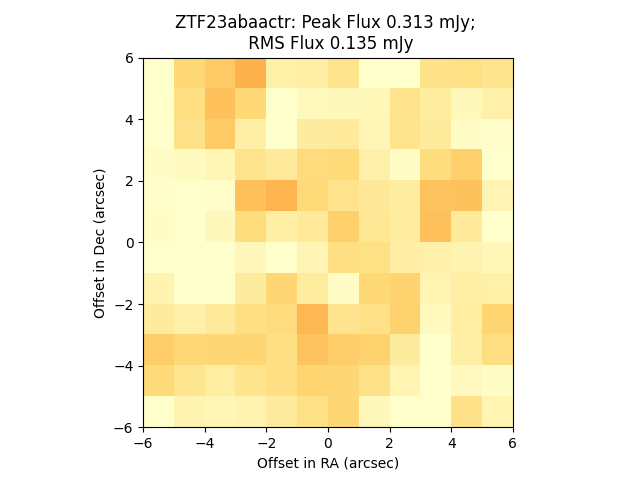 ZTF23abaactr: Peak Flux 0.313 mJy;
RMS Flux 0.135 mJy
6
4
2
0
−2
−4
−6
Offset in Dec (arcsec)
−6 −4 −2 0 2 4 6
Offset in RA (arcsec)